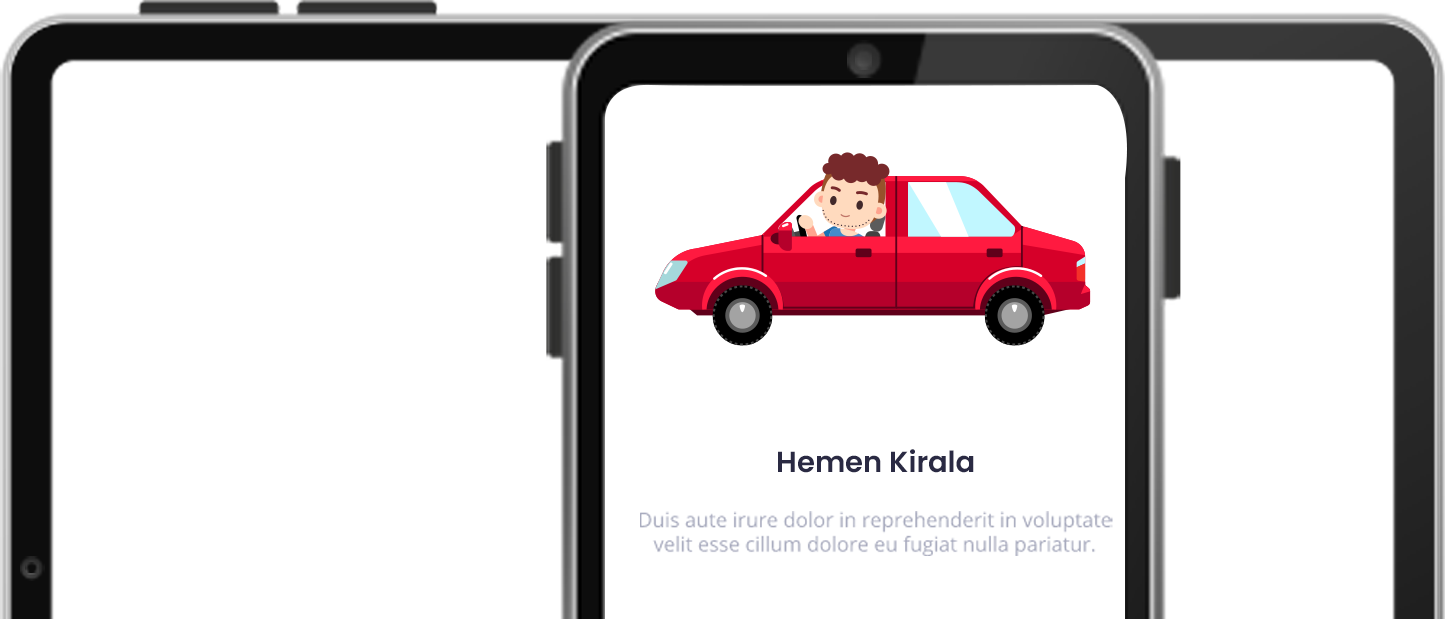 Hemen Kirala
Duis aute irure dolor in reprehenderit in voluptate
velit esse cillum dolore eu fugiat nulla pariatur.